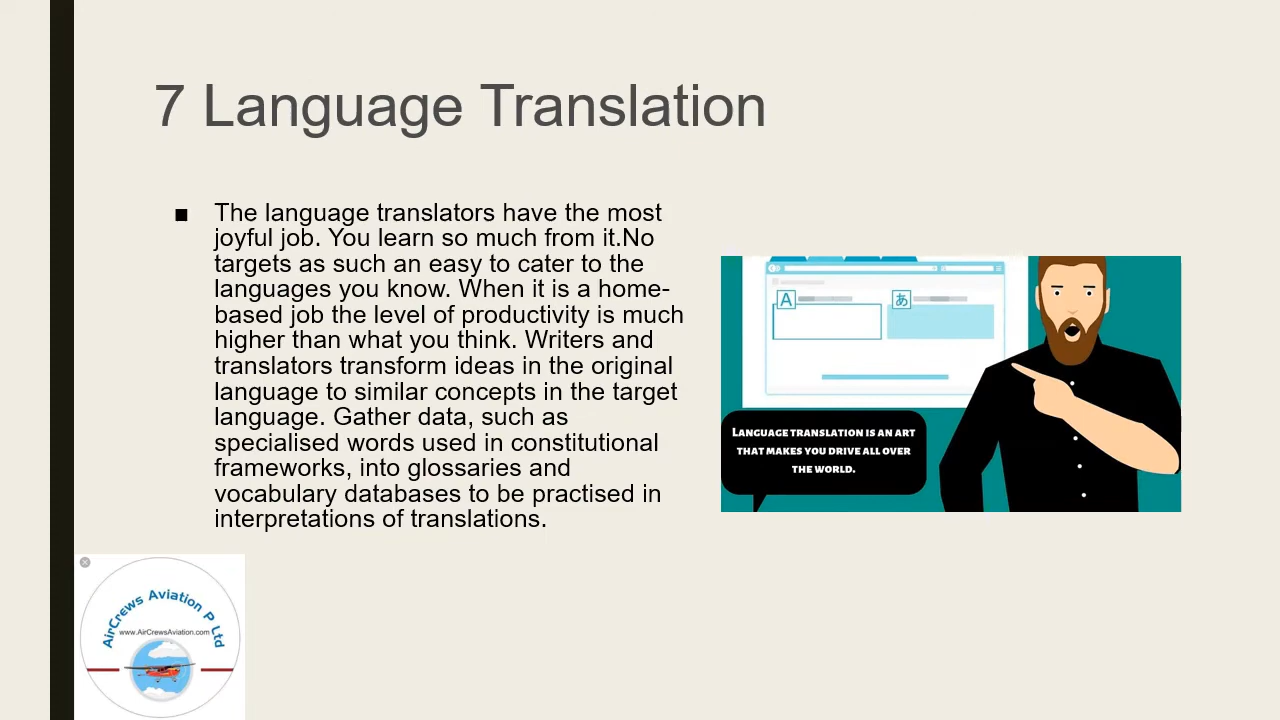 7 Language Translation
■ The language translators have the most
joyful job. You learn so much from it.No
targets as such an easy to cater to the
languages you know. When it is a home-
based job the level of productivity is much
higher than what you think. Writers and
translators transform ideas in the original
language to similar concepts in the target
language. Gather data, such as
specialised words used in constitutional
frameworks, into glossaries and
vocabulary databases to be practised in
interpretations of translations.
A
あ
Language translation is an art
that makes you drive all over
the world.
AirCrews Aviation P Ltd
www.AirCrewsAviation.com